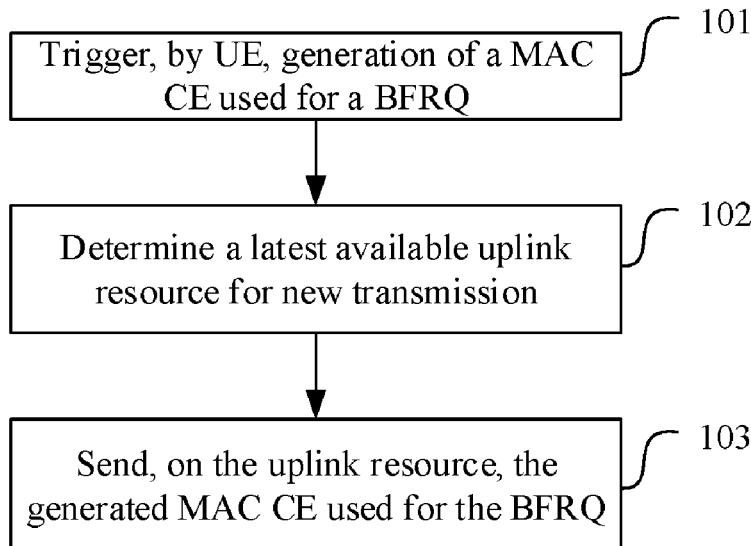 101
Trigger, by UE, generation of a MAC
CE used for a BFRQ
102
Determine a latest available uplink
resource for new transmission
103
Send, on the uplink resource, the
generated MAC CE used for the BFRQ